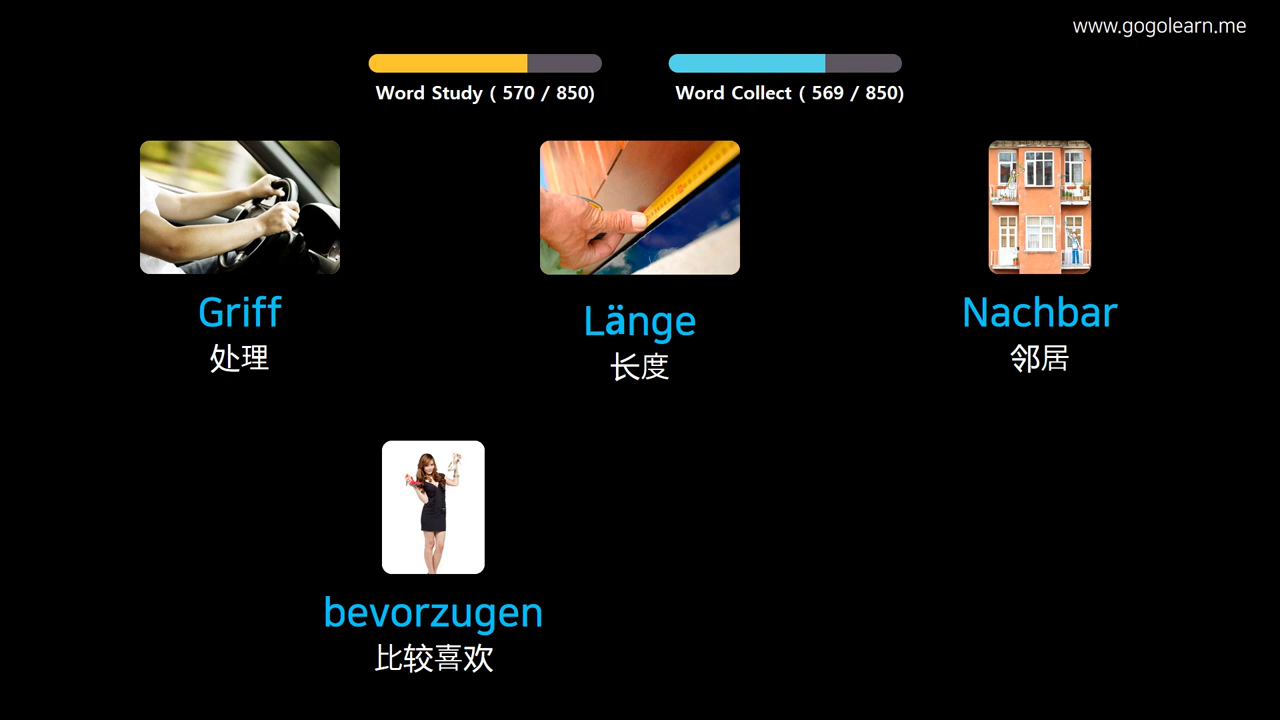 www.gogolearn.me
Word Study ( 570 / 850)
Word Collect ( 569 / 850)
Griff
处理
Länge
长度
Nachbar
邻居
bevorzugen
比较喜欢